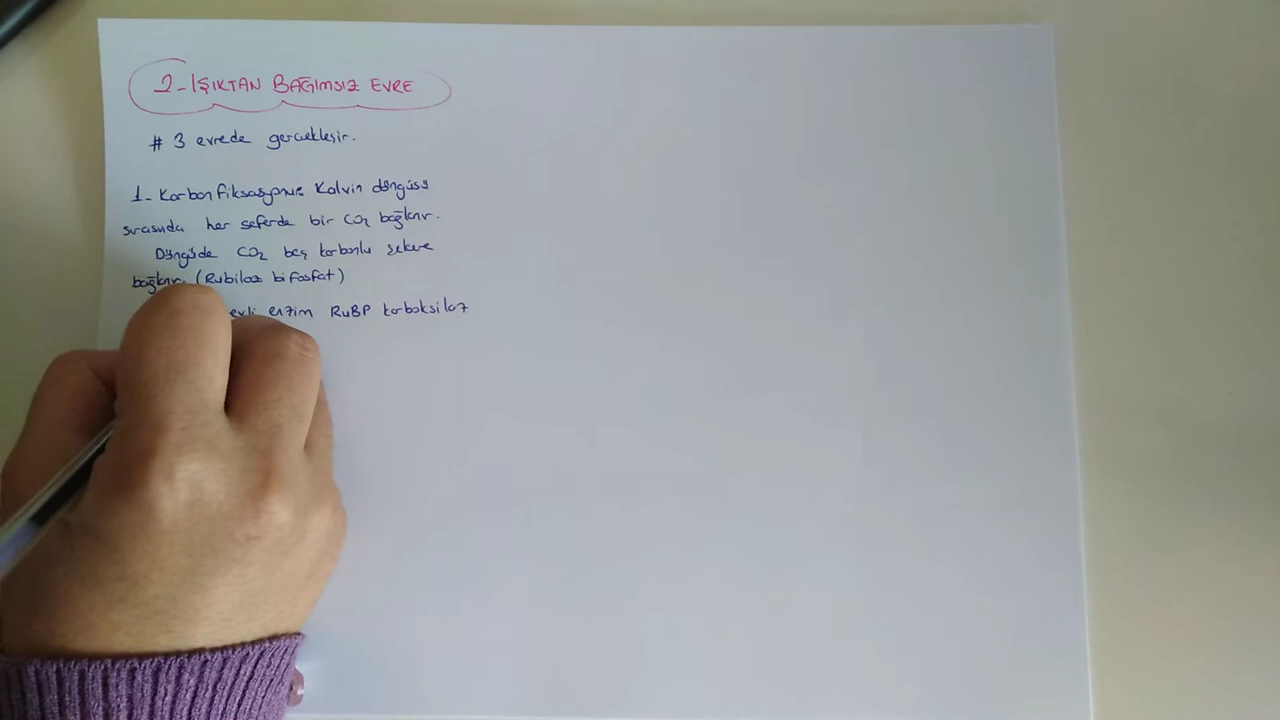 2- IŞIKTAN BAĞIMSIZ EVRE
# 3 evrede gerçekleşir.
1- Karbon fiksasyonu: Kalvin döngüsü
sırasında her seferde bir CO2 bağlanır.
Döngüde CO2 beş karbonlu şekere
bağlanır. (Rubiloz bifosfat)
evli enzim RuBP karboksilaz